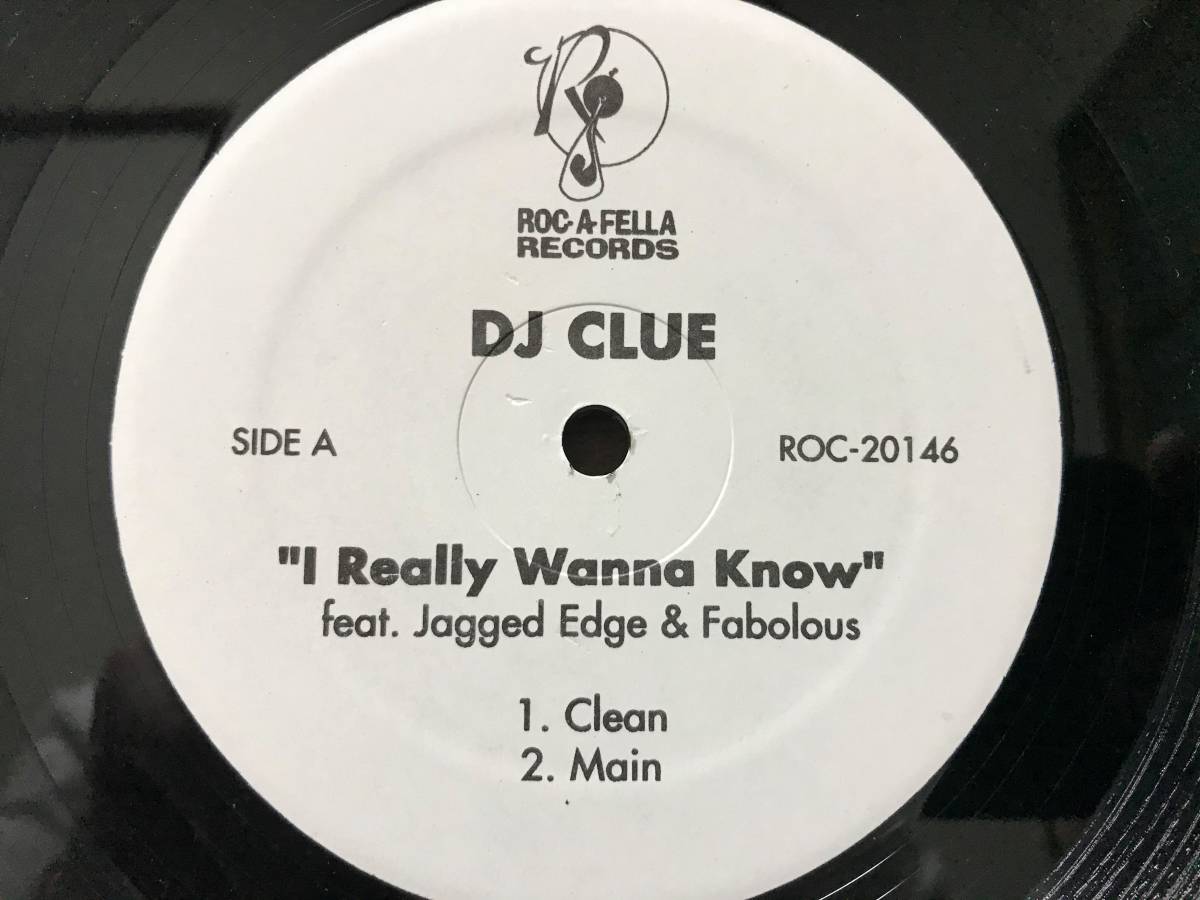 ROC-A-FELLA
RECORDS
DJ CLUE
SIDE A
ROC-20146
"I Really Wanna Know"
feat. Jagged Edge & Fabolous
1. Clean
2. Main